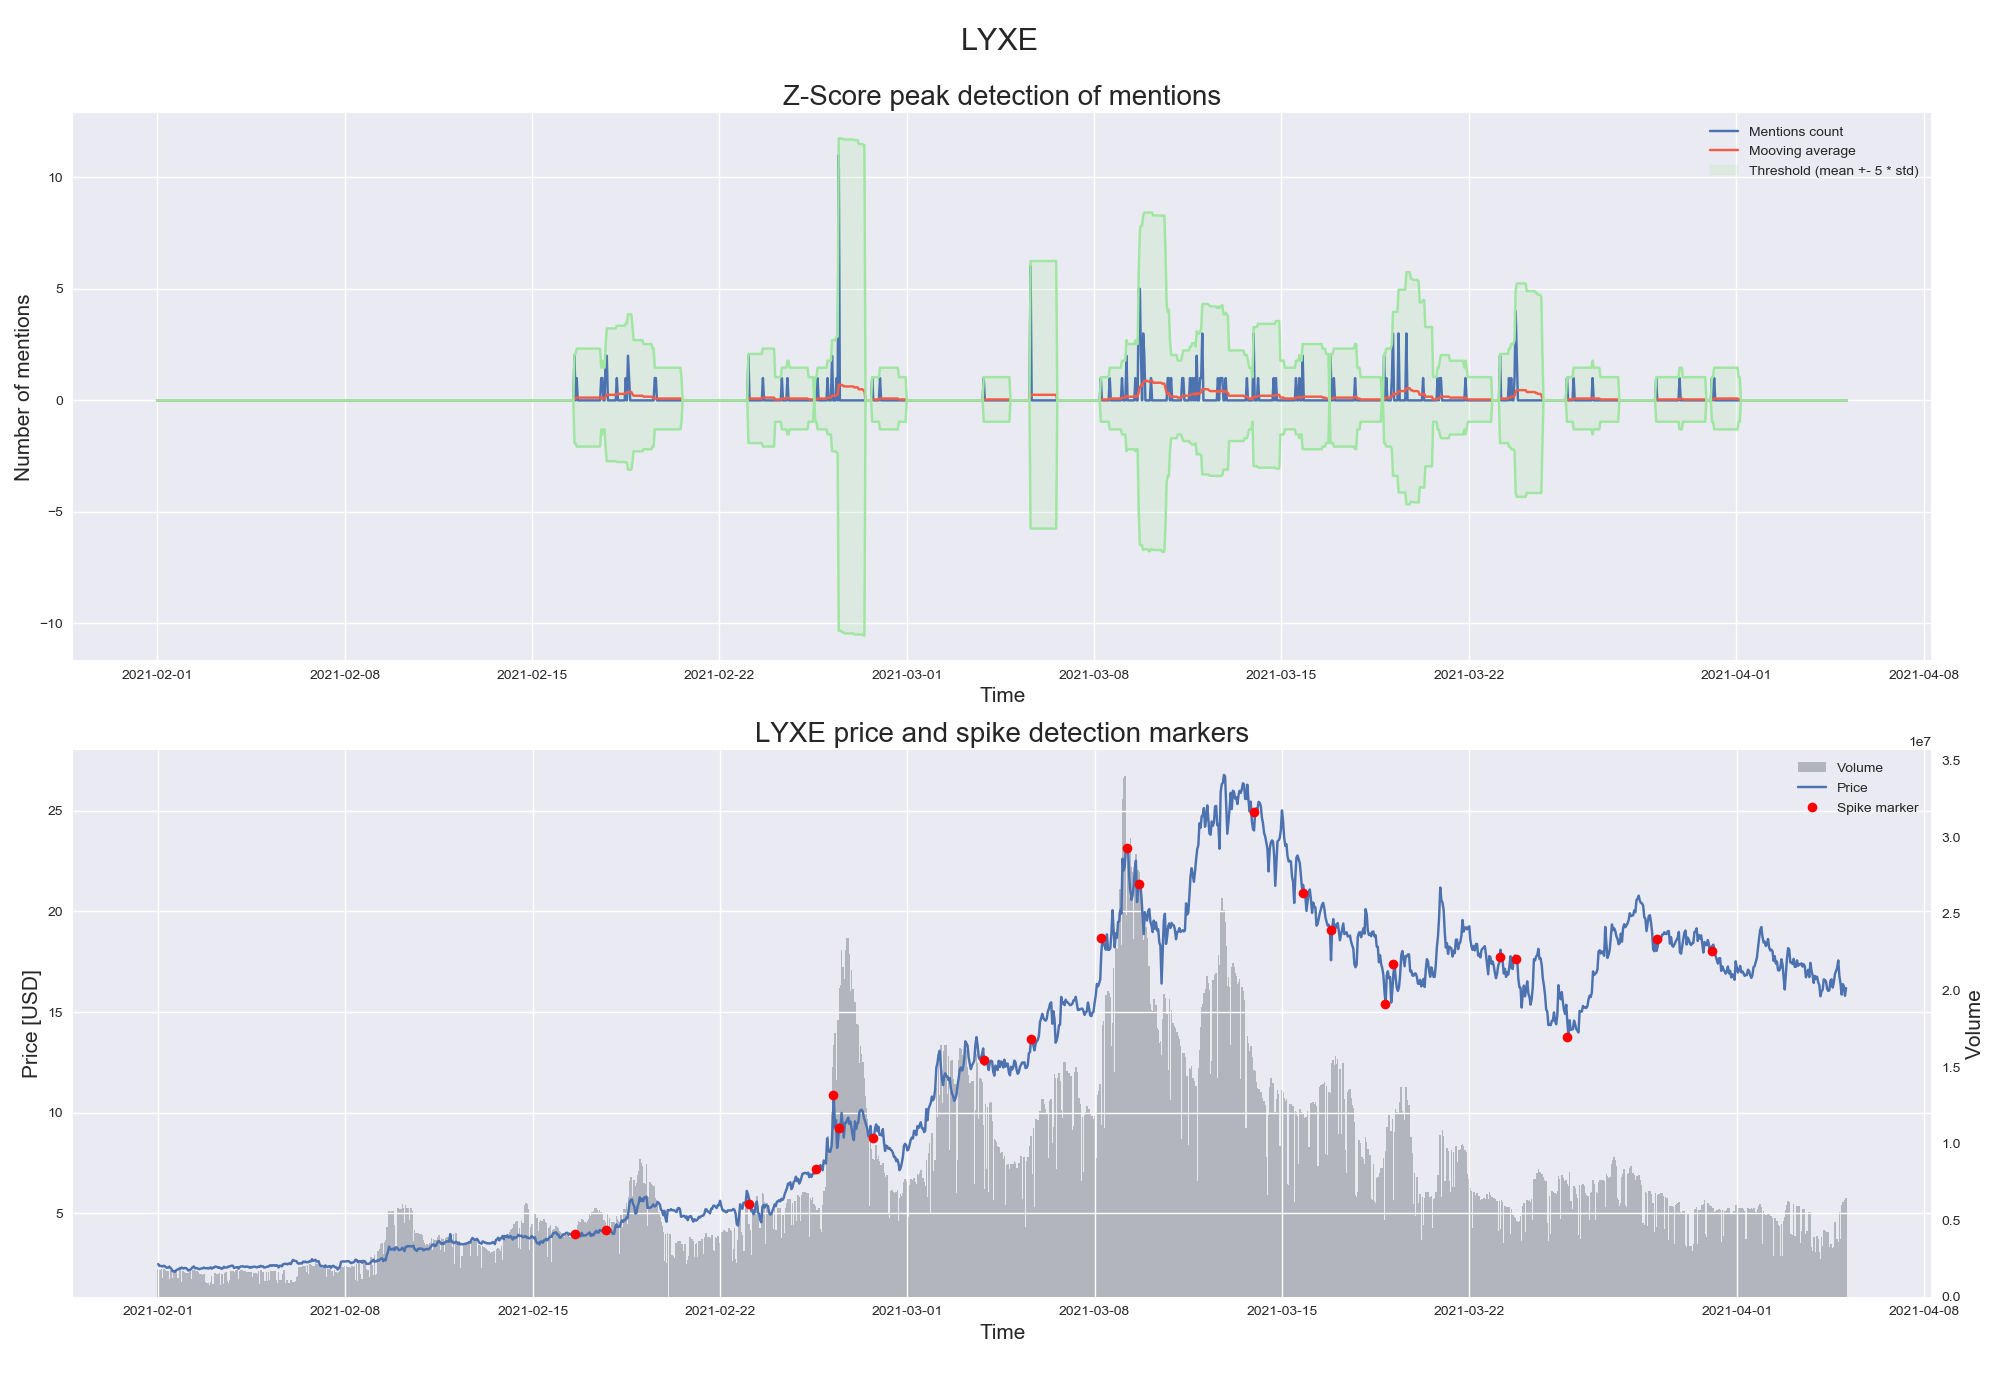 LYXE
Z-Score peak detection of mentions
Mentions count
Mooving average
Threshold (mean +- 5 * std)
10
5
0
−5
−10
Number of mentions
2021-02-01 2021-02-08 2021-02-15 2021-02-22 2021-03-01 2021-03-08 2021-03-15 2021-03-22 2021-04-01 2021-04-08
Time
LYXE price and spike detection markers
1e7
Volume
Price
Spike marker
25
20
15
10
5
Price [USD]
3.5
3.0
2.5
2.0
1.5
1.0
0.5
0.0
Volume
2021-02-01 2021-02-08 2021-02-15 2021-02-22 2021-03-01 2021-03-08 2021-03-15 2021-03-22 2021-04-01 2021-04-08
Time